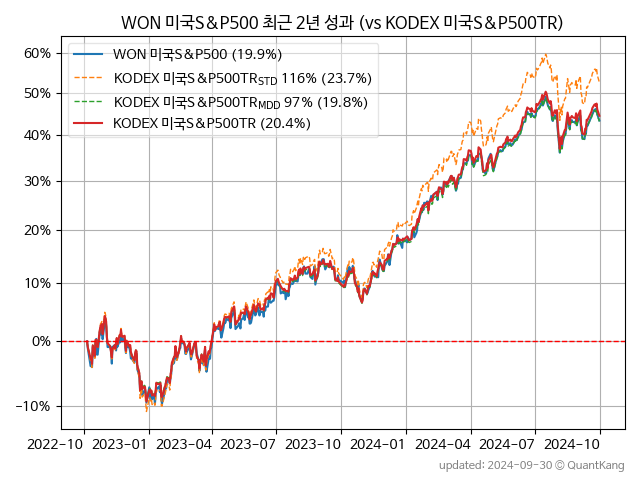 WON 미국S&P500 최근 2년 성과 (vs KODEX 미국S&P500TR)
60%
50%
40%
30%
20%
10%
0%
−10%
WON 미국S&P500 (19.9%)
KODEX 미국S&P500TRSTD 116% (23.7%)
KODEX 미국S&P500TRMDD 97% (19.8%)
KODEX 미국S&P500TR (20.4%)
2022-10 2023-01 2023-04 2023-07 2023-10 2024-01 2024-04 2024-07 2024-10
updated: 2024-09-30 © QuantKang